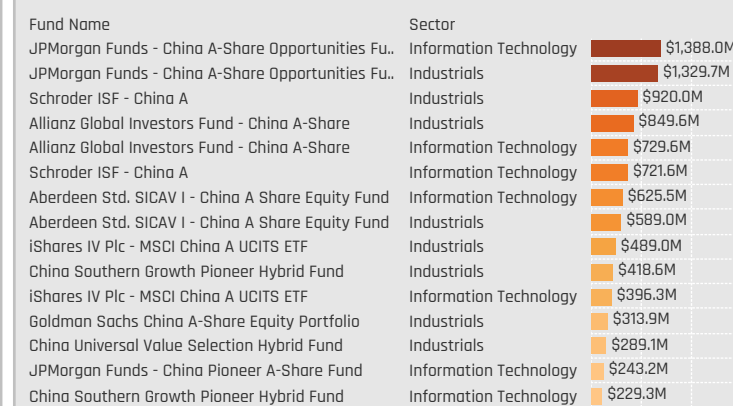 Fund Name Sector
JPMorgan Funds - China A-Share Opportunities Fu.. Information Technology $1,388.0M
JPMorgan Funds - China A-Share Opportunities Fu.. Industrials $1,329.7M
Schroder ISF - China A Industrials $920.0M
Allianz Global Investors Fund - China A-Share Industrials $849.6M
Allianz Global Investors Fund - China A-Share Information Technology $729.6M
Schroder ISF - China A Information Technology $721.6M
Aberdeen Std. SICAV I - China A Share Equity Fund Information Technology $625.5M
Aberdeen Std. SICAV I - China A Share Equity Fund Industrials $589.0M
iShares IV Plc - MSCI China A UCITS ETF Industrials $489.0M
China Southern Growth Pioneer Hybrid Fund Industrials $418.6M
iShares IV Plc - MSCI China A UCITS ETF Information Technology $396.3M
Goldman Sachs China A-Share Equity Portfolio Industrials $313.9M
China Universal Value Selection Hybrid Fund Industrials $289.1M
JPMorgan Funds - China Pioneer A-Share Fund Information Technology $243.2M
China Southern Growth Pioneer Hybrid Fund Information Technology $229.3M